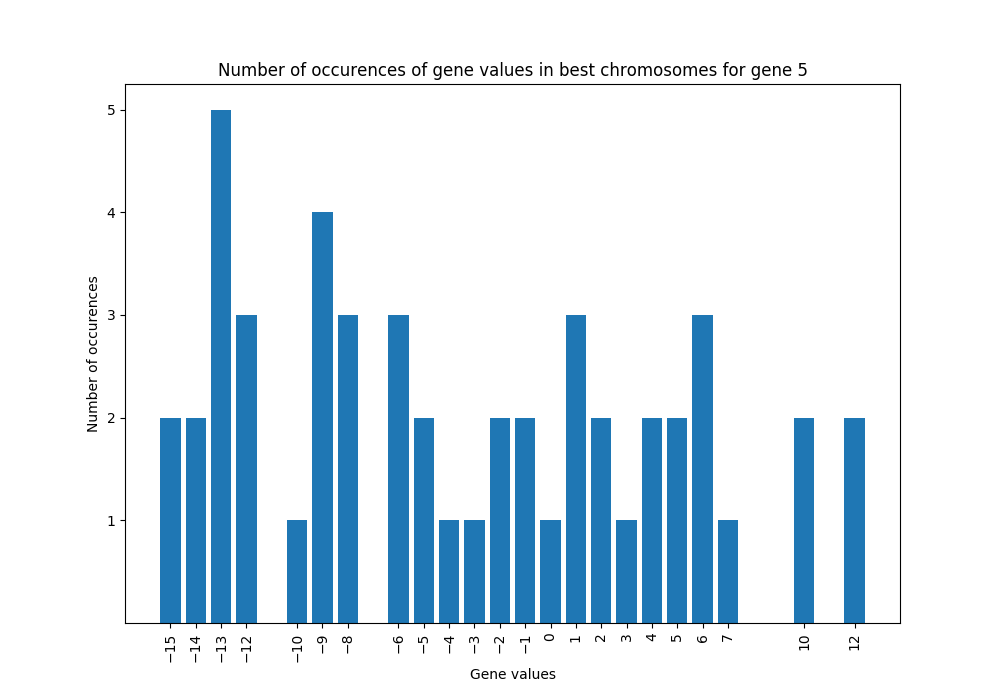 Number of occurences of gene values in best chromosomes for gene 5
Number of occurences
5
4
3
2
1
−15 −14 −13 −12 −10 −9 −8 −6 −5 −4 −3 −2 −1 0 1 2 3 4 5 6 7 10 12
Gene values